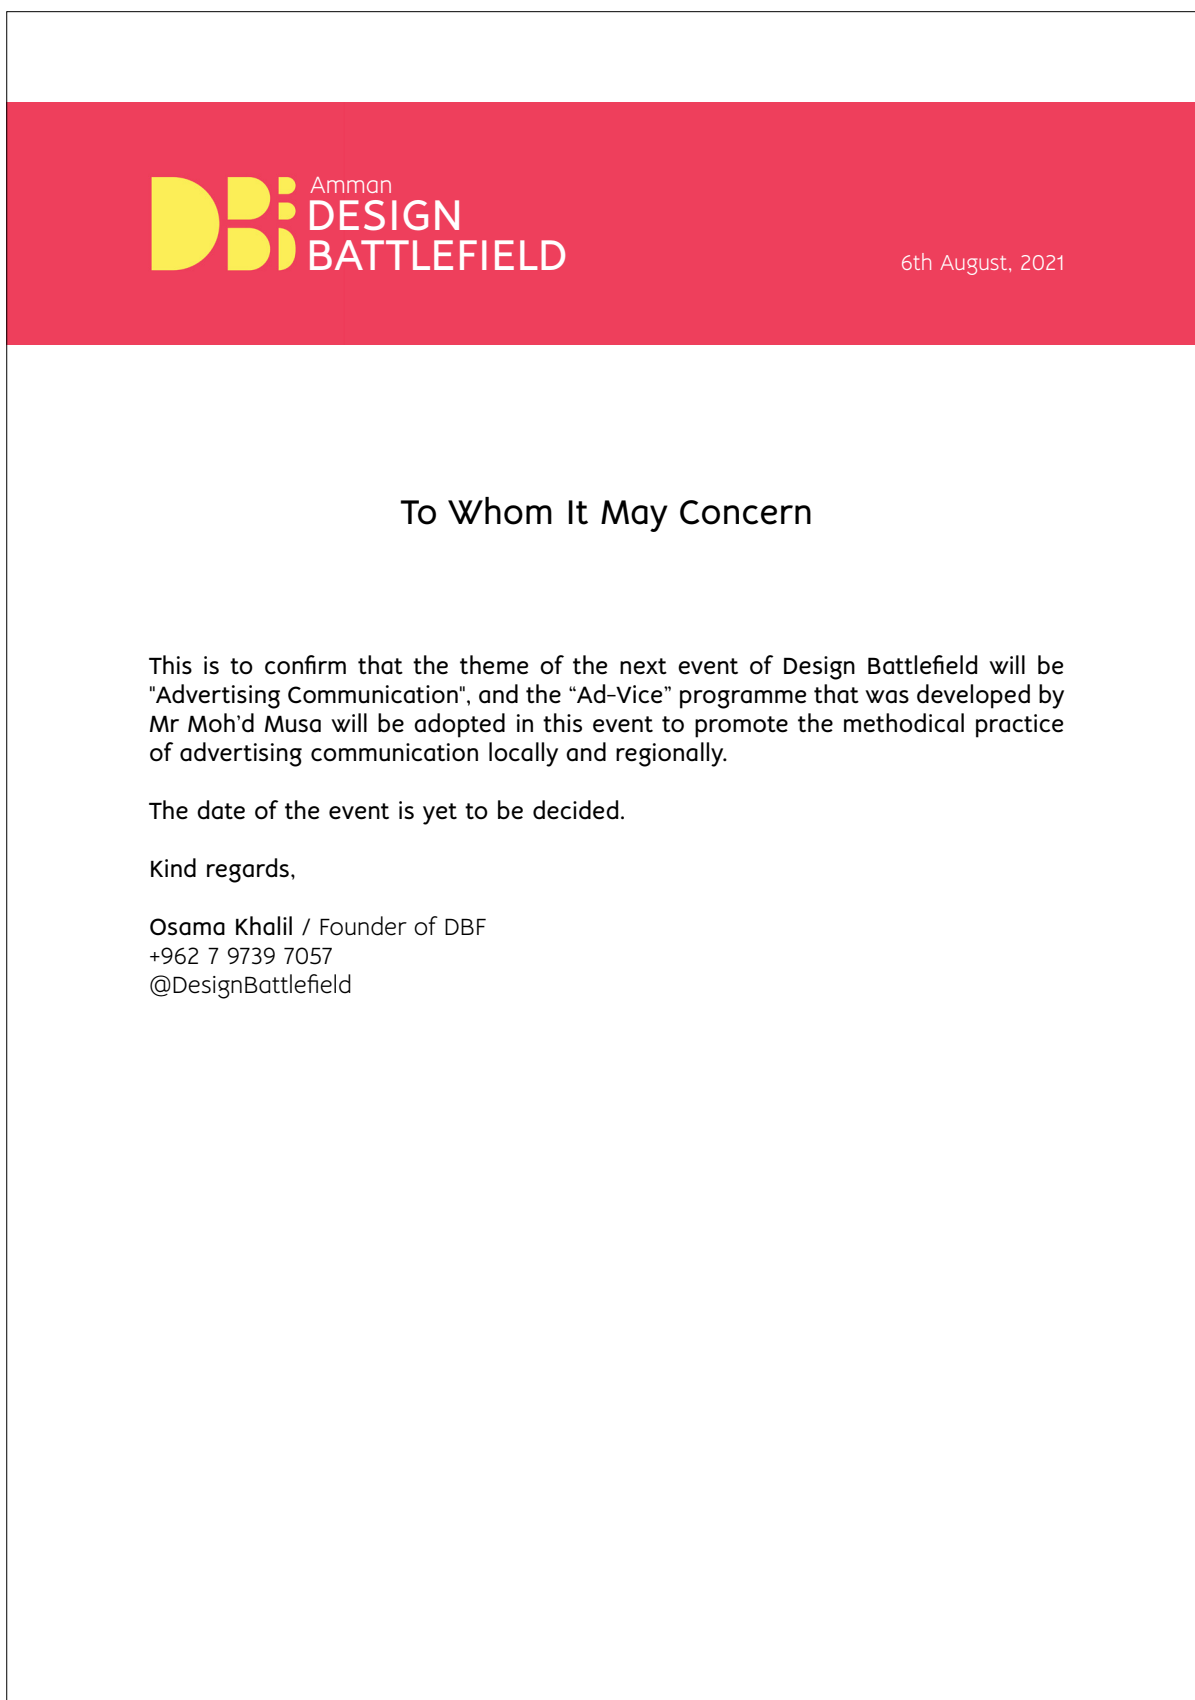 Amman
DESIGN
BATTLEFIELD
6th August, 2021
To Whom It May Concern
This is to confirm that the theme of the next event of Design Battlefield will be
"Advertising Communication", and the “Ad-Vice” programme that was developed by
Mr Moh’d Musa will be adopted in this event to promote the methodical practice
of advertising communication locally and regionally.
The date of the event is yet to be decided.
Kind regards,
Osama Khalil / Founder of DBF
+962 7 9739 7057
@DesignBattlefield